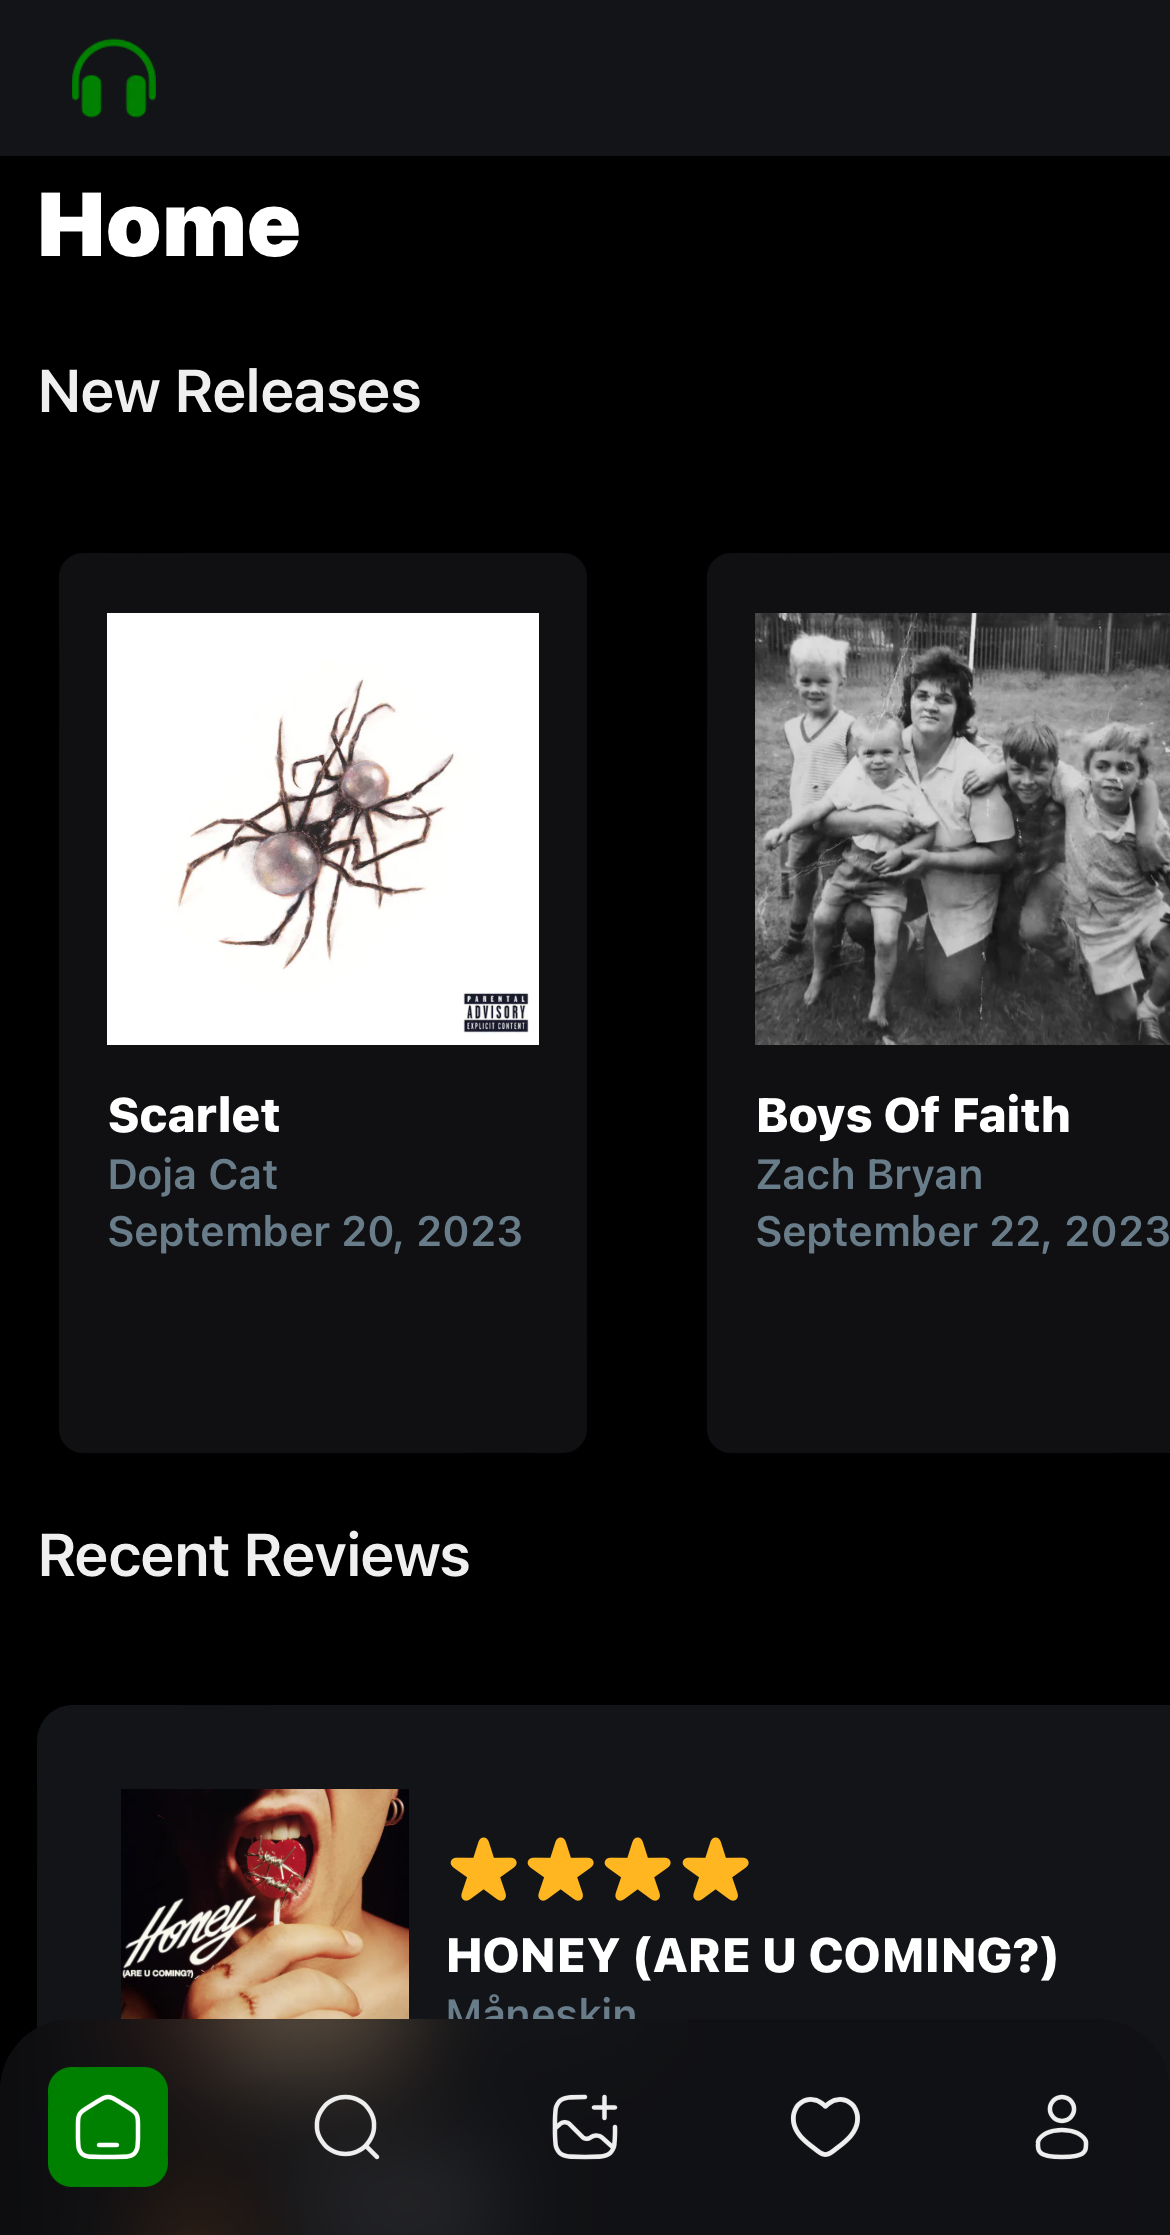 Home
New Releases
PARENTAL
ADVISORY
EXPLICIT CONTENT
Scarlet
Doja Cat
September 20, 2023
Boys Of Faith
Zach Bryan
September 22, 2023
Recent Reviews
Honey
(ARE U COMING?)
HONEY (ARE U COMING?)
Måneskin